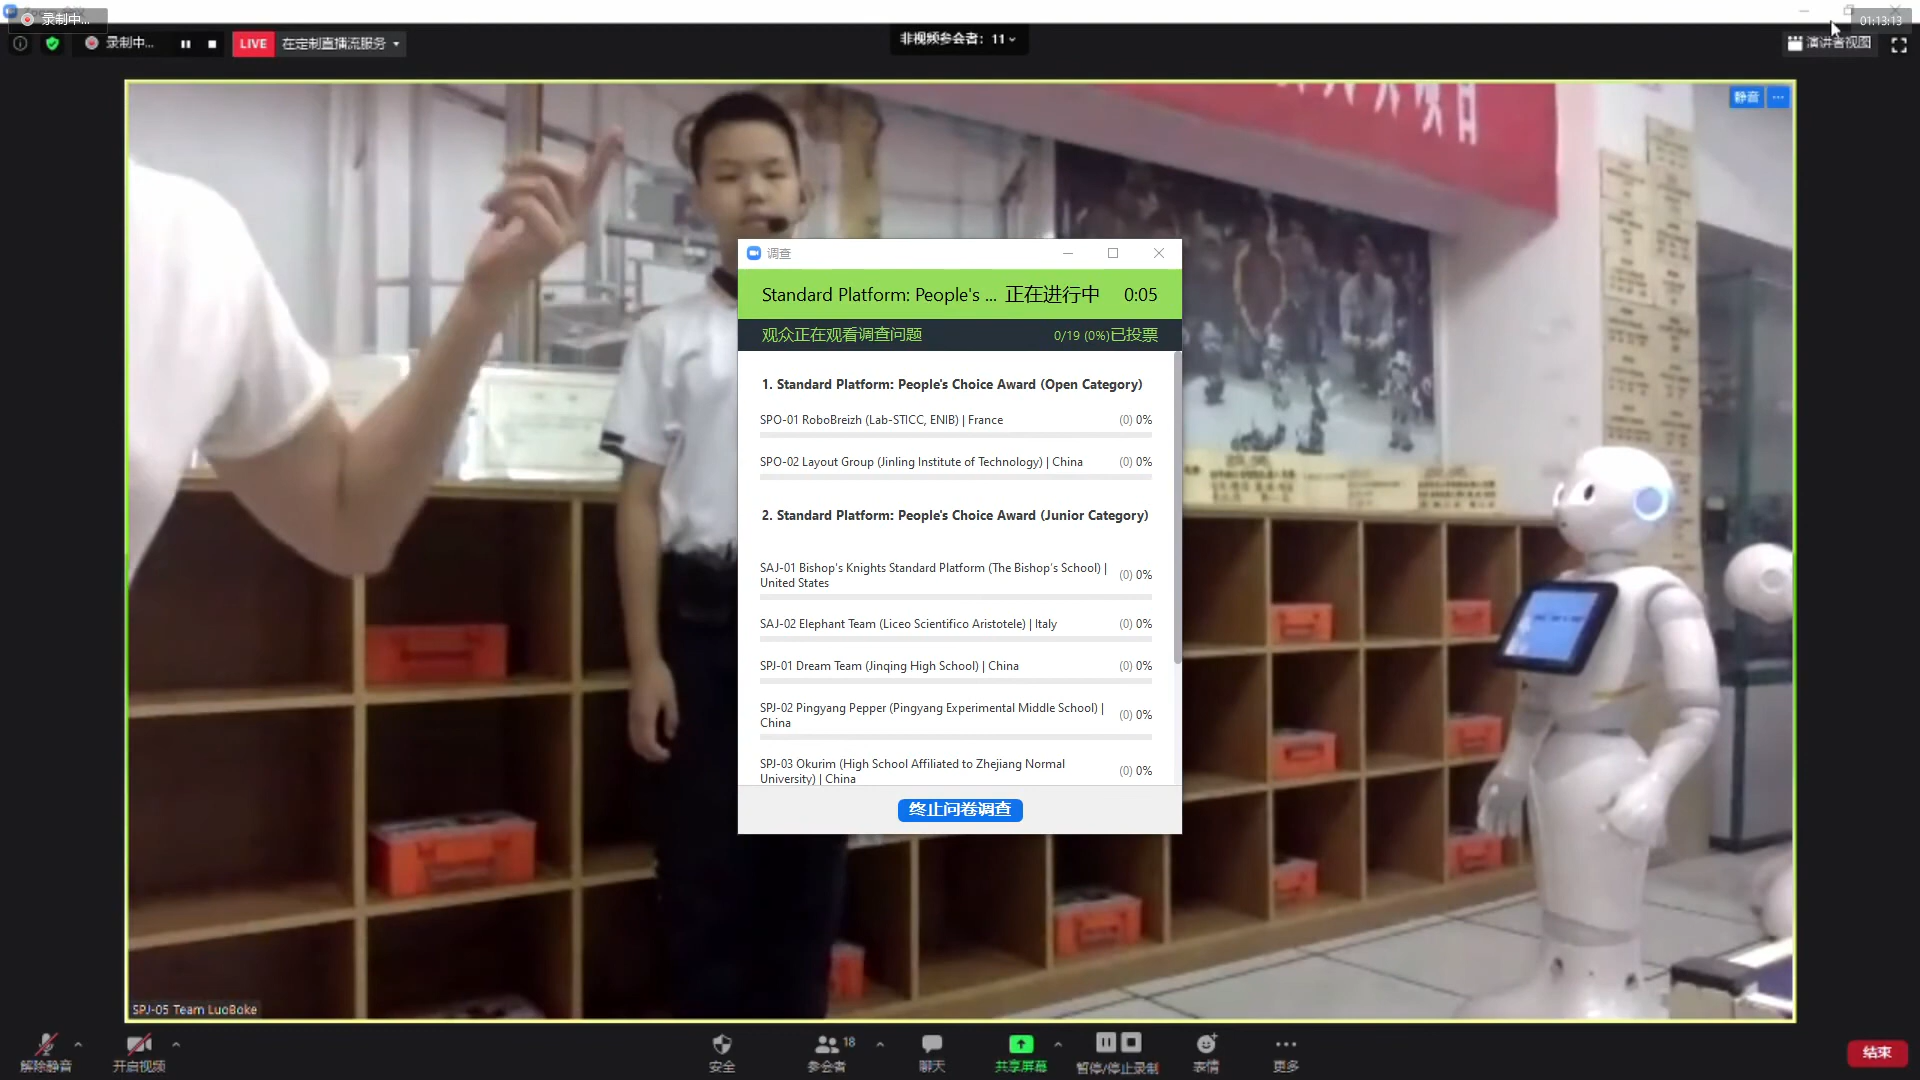 录制中...
01:13:13
录制中...
LIVE
在定制直播流服务
非视频参会者: 11
演讲者视图
静音
调查
Standard Platform: People's ... 正在进行中 0:05
观众正在观看调查问题 0/19 (0%)已投票
1. Standard Platform: People's Choice Award (Open Category)
SPO-01 RoboBreizh (Lab-STICC, ENIB) | France (0) 0%
SPO-02 Layout Group (Jinling Institute of Technology) | China (0) 0%
2. Standard Platform: People's Choice Award (Junior Category)
SAJ-01 Bishop's Knights Standard Platform (The Bishop's School) |
United States (0) 0%
SAJ-02 Elephant Team (Liceo Scientifico Aristotele) | Italy (0) 0%
SPJ-01 Dream Team (Jinqing High School) | China (0) 0%
SPJ-02 Pingyang Pepper (Pingyang Experimental Middle School) |
China (0) 0%
SPJ-03 Okurim (High School Affiliated to Zhejiang Normal
University) | China (0) 0%
终止问卷调查
SPJ-05 Team LuoBoke
解除静音
开启视频
安全
参会者 18
聊天
共享屏幕
暂停/停止录制
表情
更多
结束